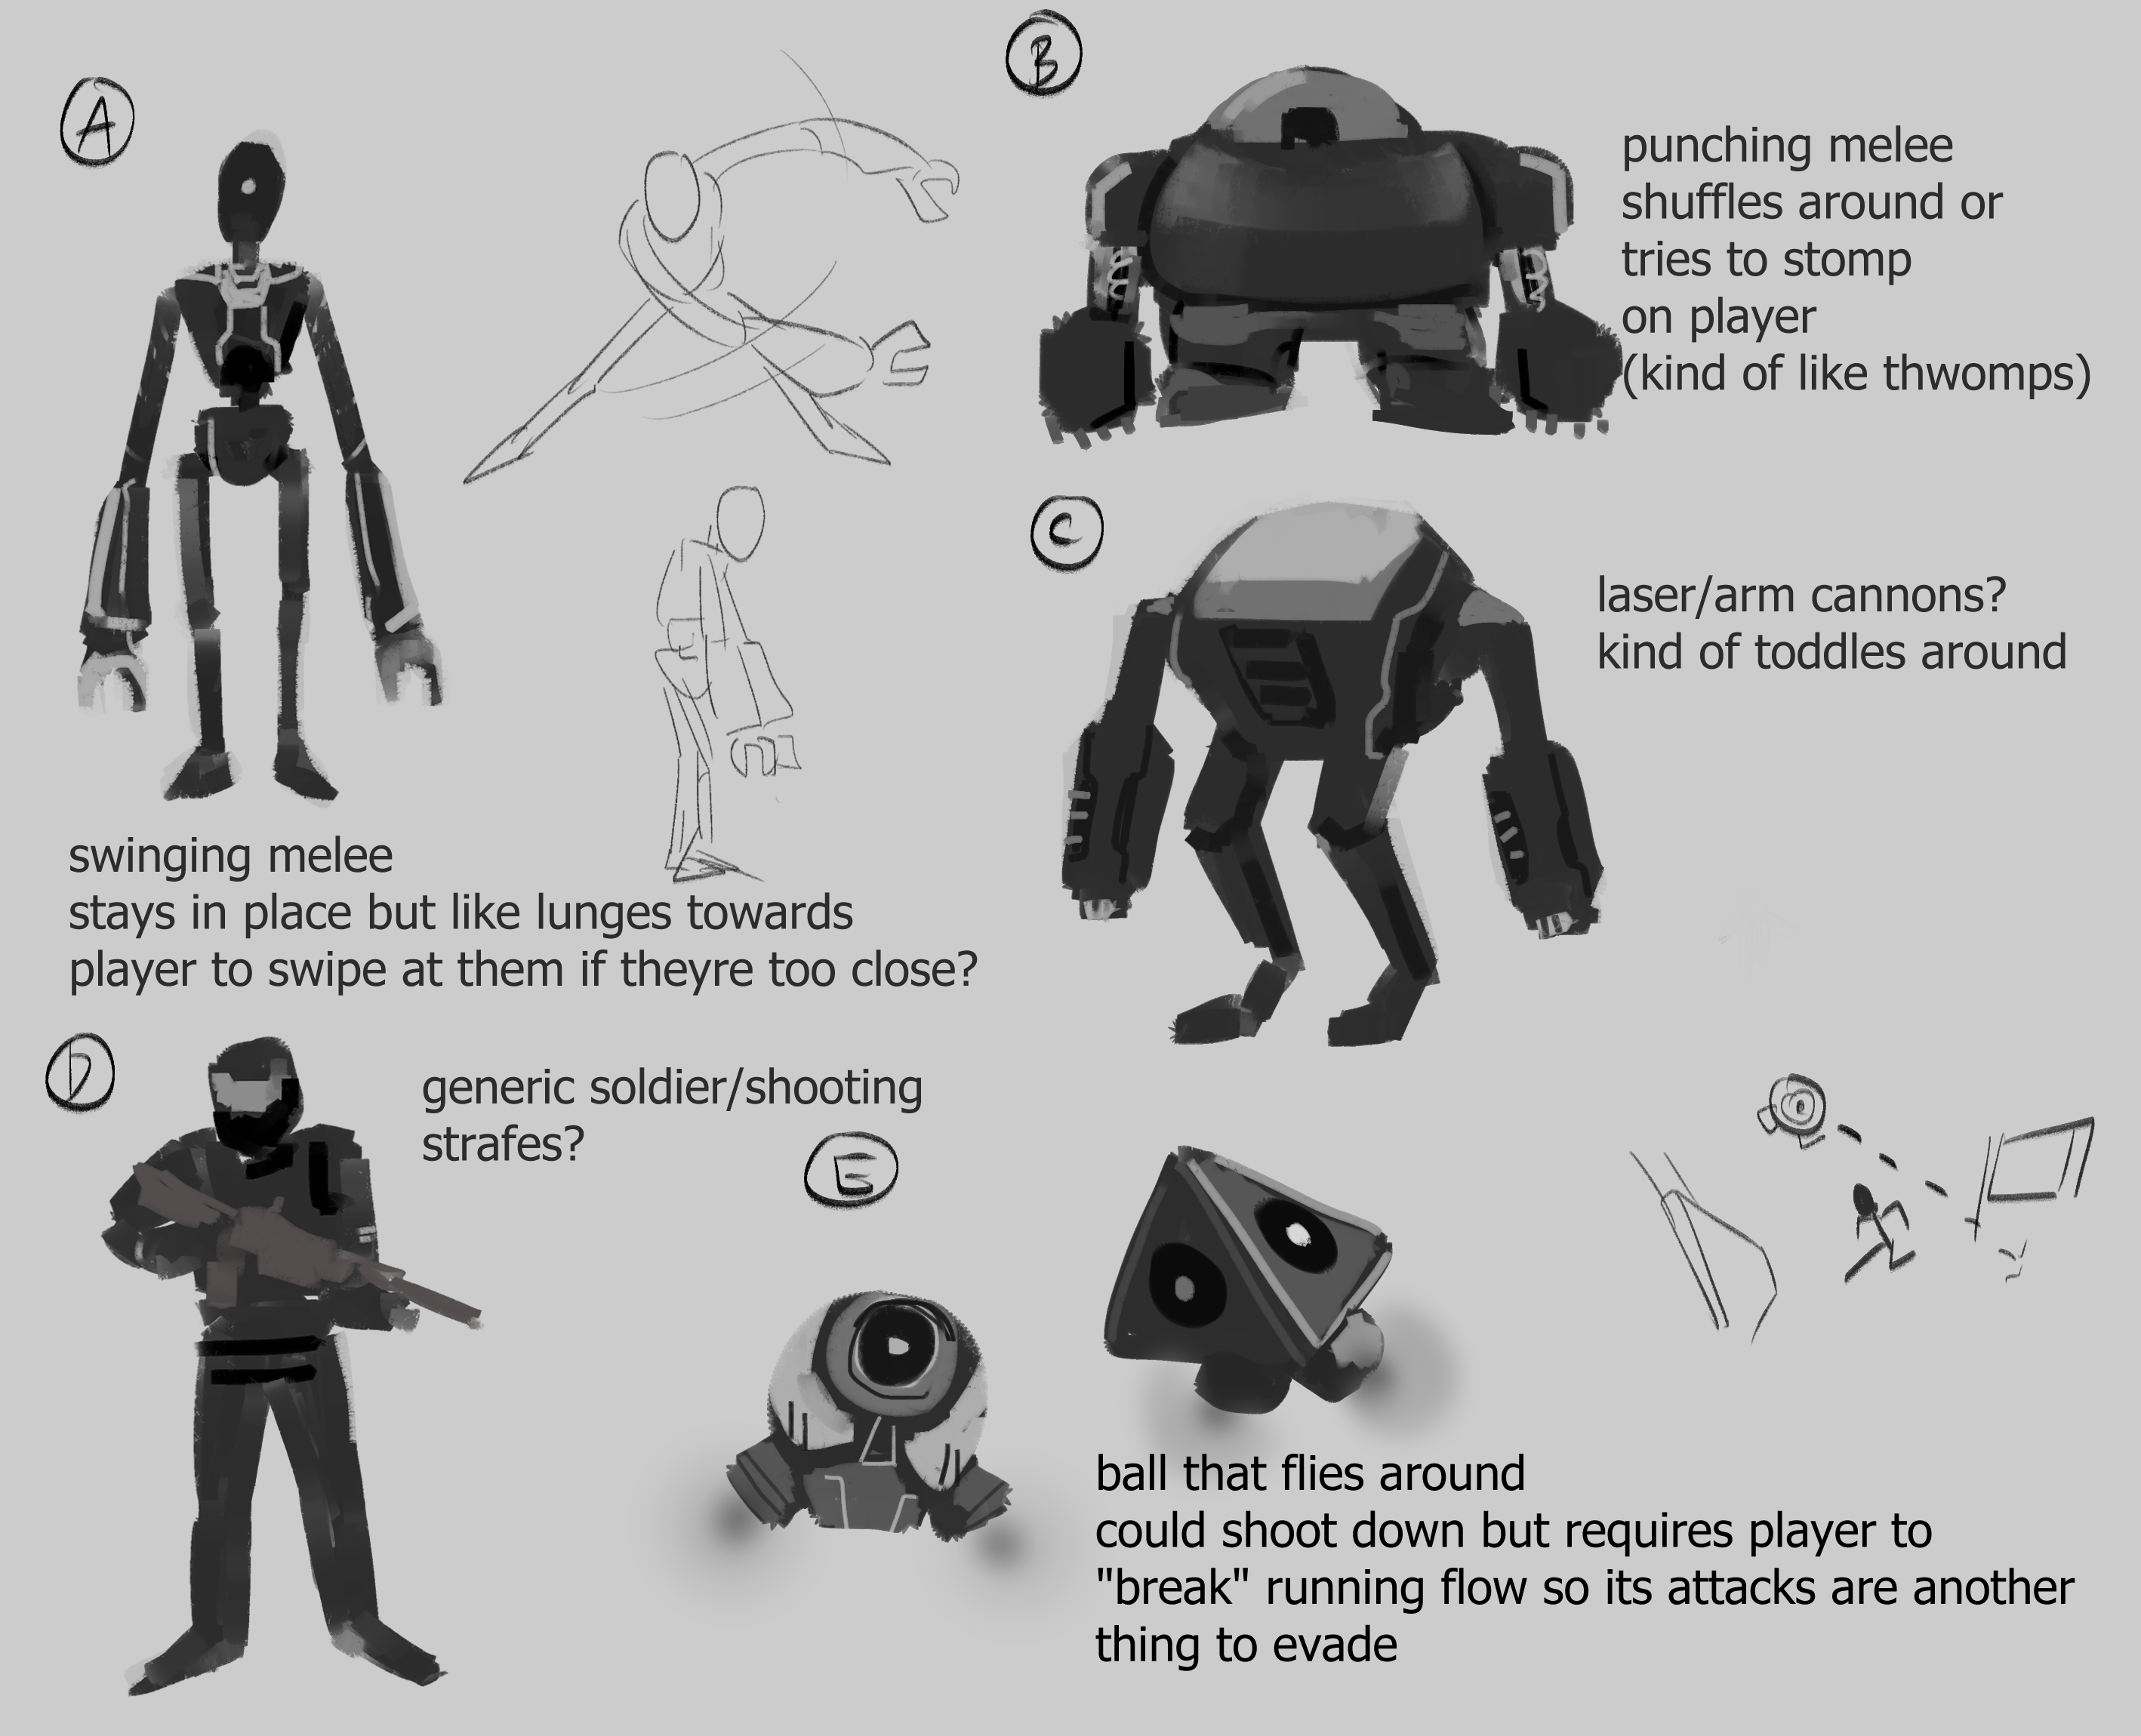 A
swinging melee
stays in place but like lunges towards
player to swipe at them if theyre too close?
B
punching melee
shuffles around or
tries to stomp
on player
(kind of like thwomps)
C
laser/arm cannons?
kind of toddles around
D
generic soldier/shooting
strafes?
E
ball that flies around
could shoot down but requires player to
"break" running flow so its attacks are another
thing to evade